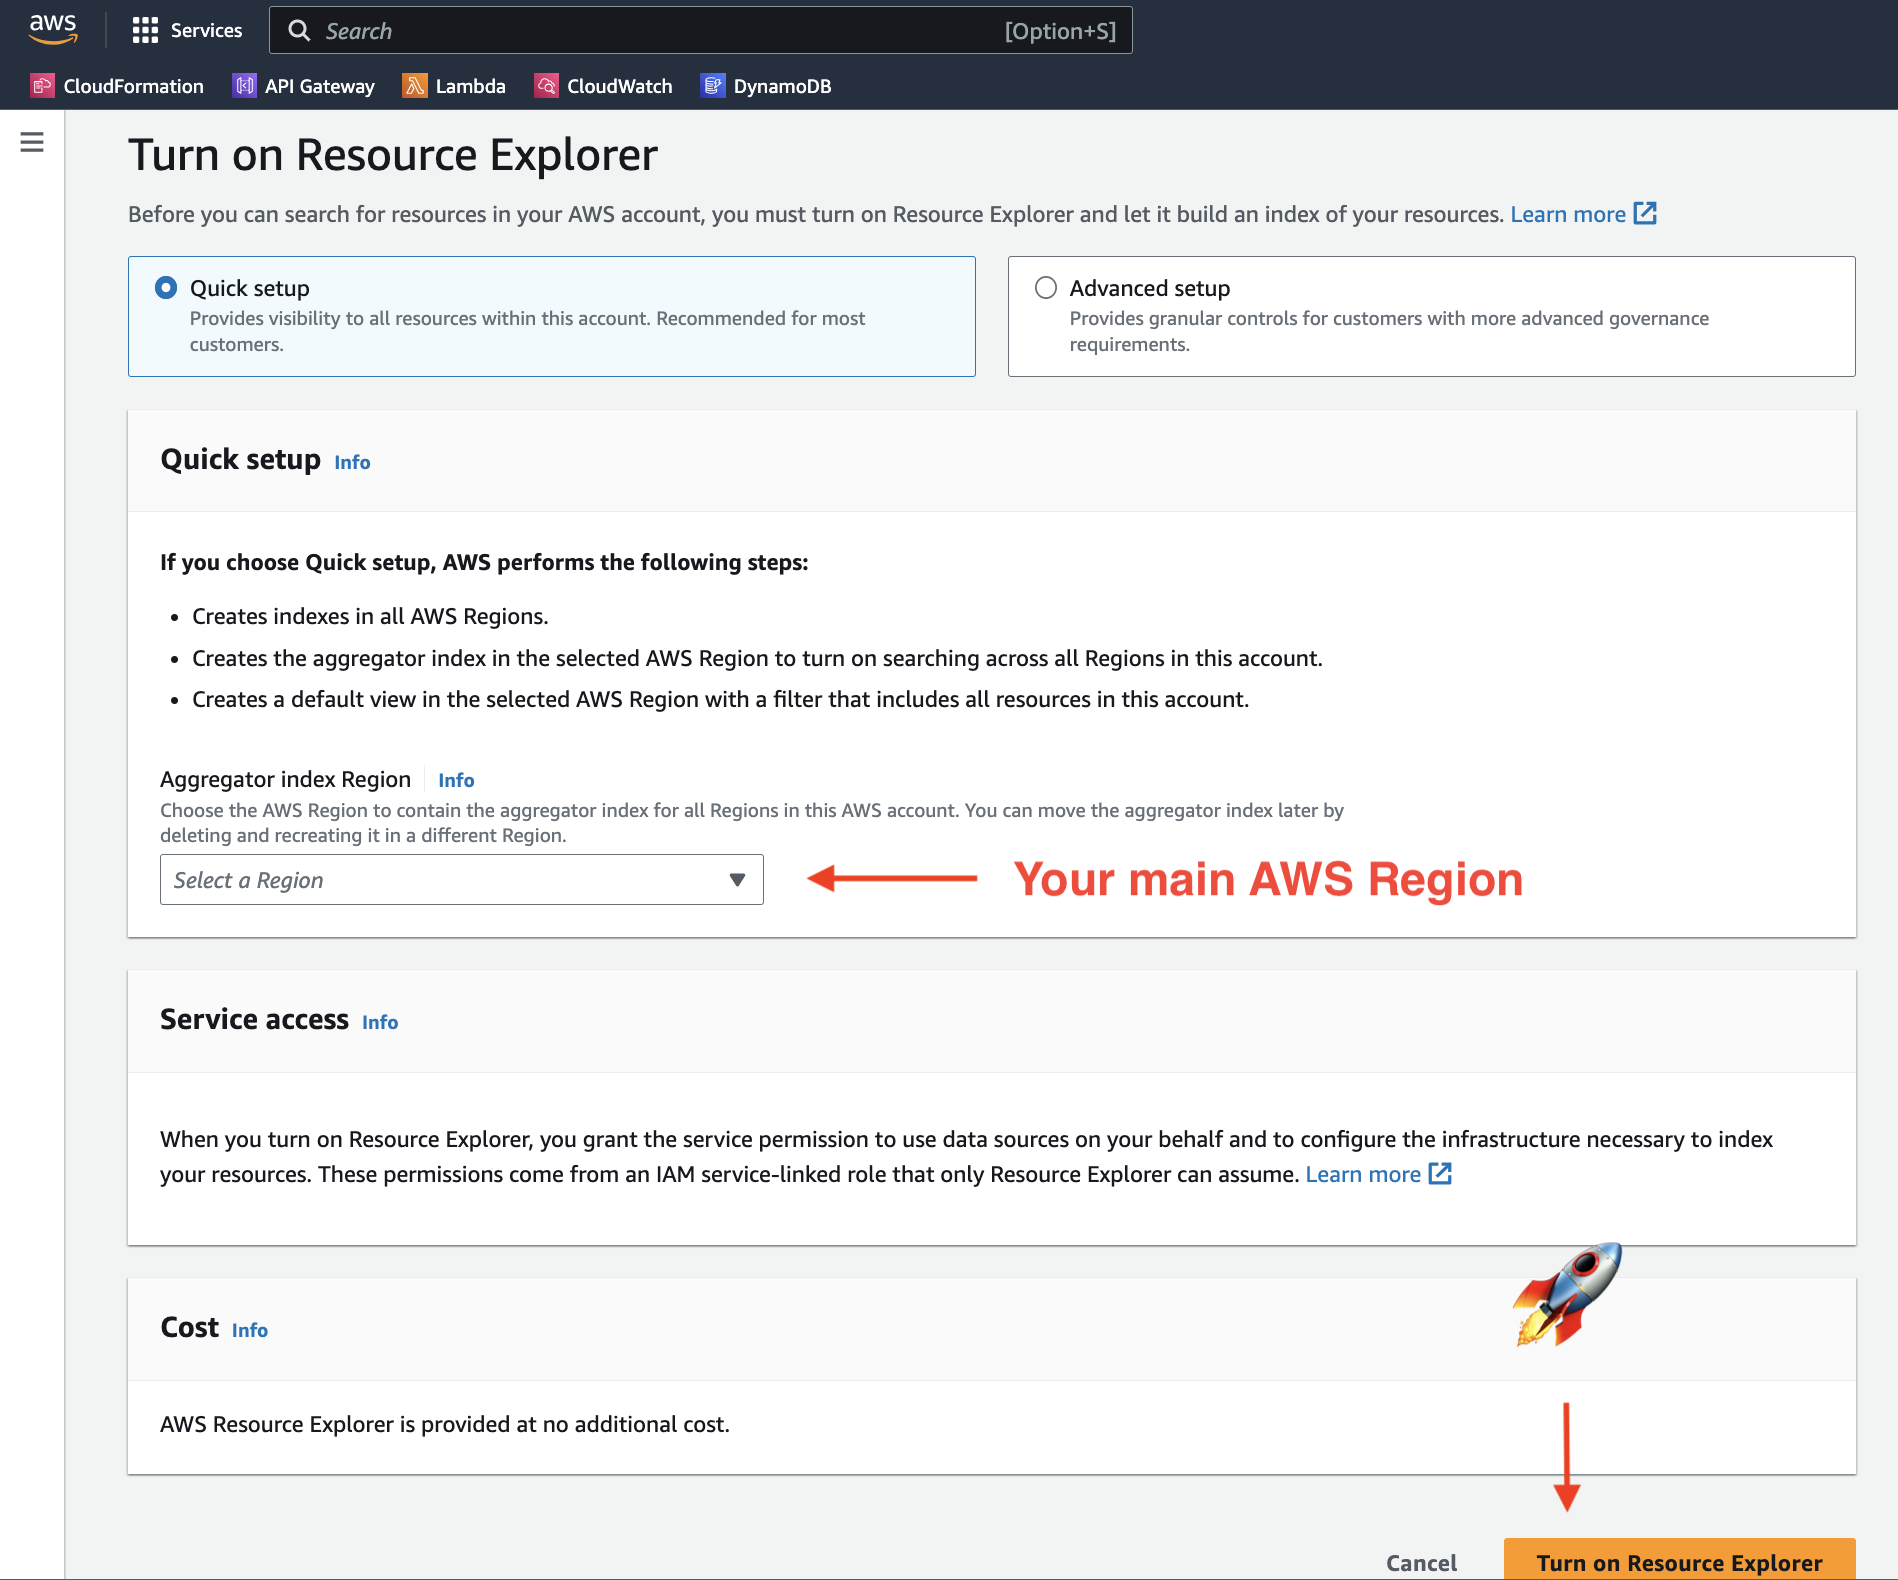 aws
Services
Search
[Option+S]
CloudFormation
API Gateway
Lambda
CloudWatch
DynamoDB
Turn on Resource Explorer
Before you can search for resources in your AWS account, you must turn on Resource Explorer and let it build an index of your resources. Learn more
Quick setup
Provides visibility to all resources within this account. Recommended for most
customers.
Advanced setup
Provides granular controls for customers with more advanced governance
requirements.
Quick setup Info
If you choose Quick setup, AWS performs the following steps:
• Creates indexes in all AWS Regions.
• Creates the aggregator index in the selected AWS Region to turn on searching across all Regions in this account.
• Creates a default view in the selected AWS Region with a filter that includes all resources in this account.
Aggregator index Region Info
Choose the AWS Region to contain the aggregator index for all Regions in this AWS account. You can move the aggregator index later by
deleting and recreating it in a different Region.
Select a Region
Your main AWS Region
Service access Info
When you turn on Resource Explorer, you grant the service permission to use data sources on your behalf and to configure the infrastructure necessary to index
your resources. These permissions come from an IAM service-linked role that only Resource Explorer can assume. Learn more
Cost Info
AWS Resource Explorer is provided at no additional cost.
Cancel
Turn on Resource Explorer